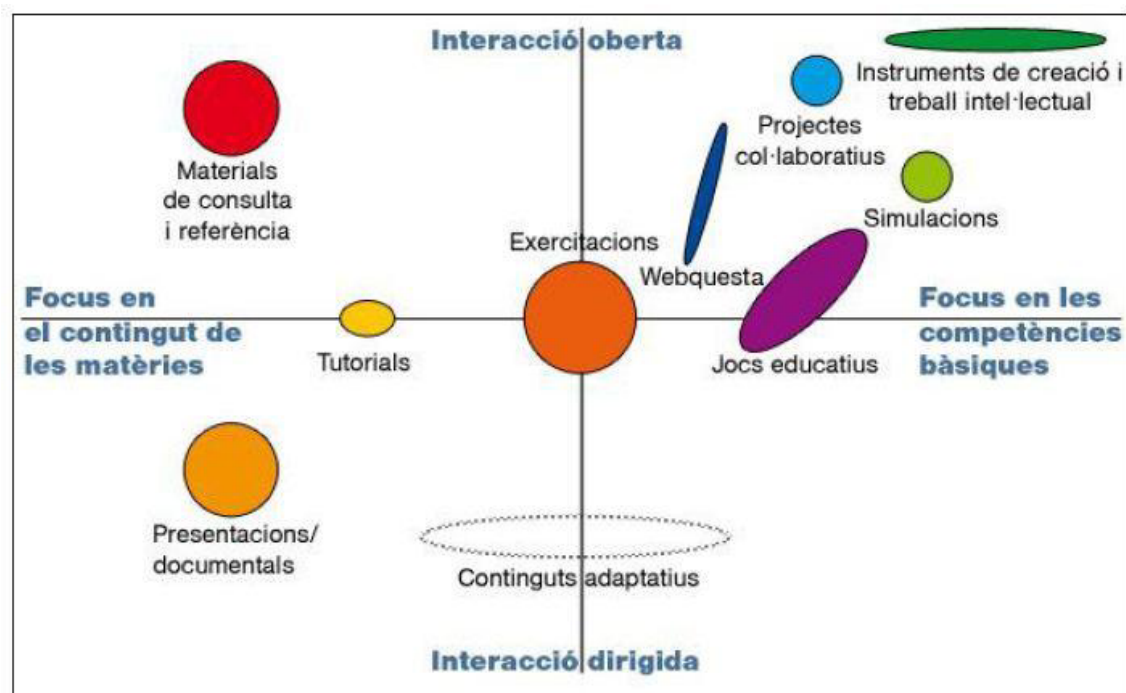 Interacció oberta
Instruments de creació i
treball intel·lectual
Projectes
col·laboratius
Materials
de consulta
i referència
Simulacions
Exercitacions
Webquesta
Focus en
el contingut de
les matèries
Focus en les
competències
bàsiques
Tutorials
Jocs educatius
Presentacions/
documentals
Continguts adaptatius
Interacció dirigida